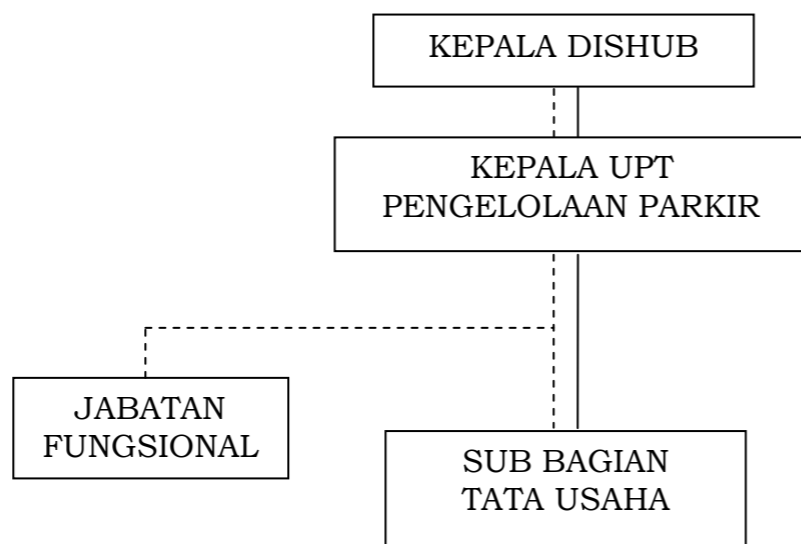 KEPALA DISHUB
KEPALA UPT
PENGELOLAAN PARKIR
JABATAN
FUNGSIONAL
SUB BAGIAN
TATA USAHA